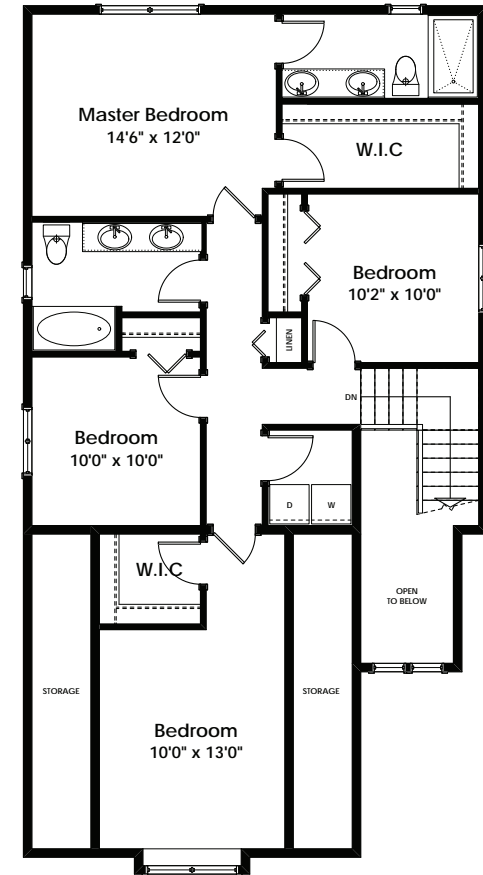 Master Bedroom
14'6" x 12'0"
W.I.C
Bedroom
10'2" x 10'0"
LINEN
DN
Bedroom
10'0" x 10'0"
D
W
W.I.C
OPEN
TO BELOW
STORAGE
STORAGE
Bedroom
10'0" x 13'0"